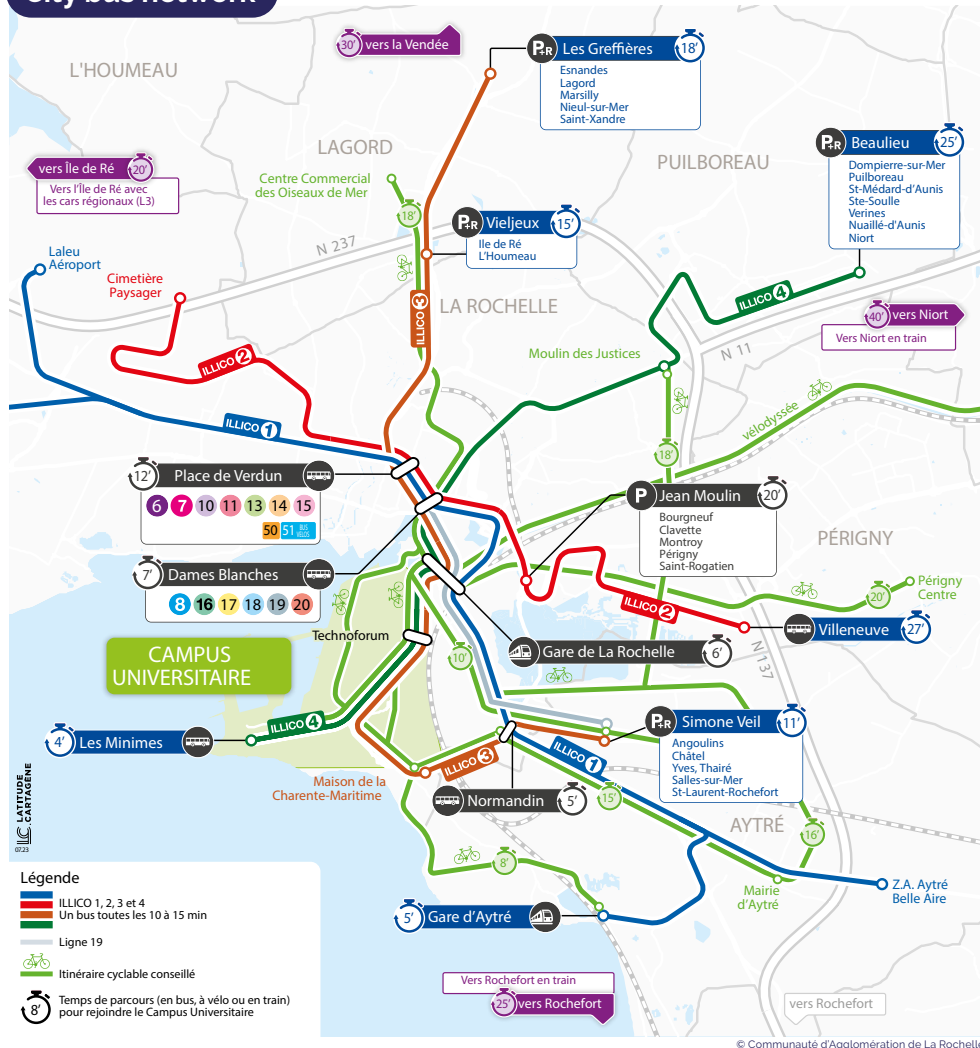 City bus network
L'HOUMEAU
30' vers la Vendée
P+R Les Greffières 18'
Esnandes
Lagord
Marsilly
Nieul-sur-Mer
Saint-Xandre
LAGORD
PUILBOREAU
P+R Beaulieu 25'
Dompierre-sur-Mer
Puilboreau
St-Médard-d'Aunis
Ste-Soulle
Verines
Nuaillé-d'Aunis
Niort
vers Île de Ré 20'
Vers l'Île de Ré avec
les cars régionaux (L3)
Centre Commercial
des Oiseaux de Mer
18'
P+R Vieljeux 15'
Ile de Ré
L'Houmeau
N 237
Laleu
Aéroport
Cimetière
Paysager
ILLICO 3
LA ROCHELLE
ILLICO 4
40' vers Niort
Vers Niort en train
N 11
Moulin des Justices
ILLICO 2
ILLICO 1
vélodyssée
18'
12' Place de Verdun
6 7 10 11 13 14 15
50 51 BUS VÉLOS
P Jean Moulin 20'
Bourgneuf
Clavette
Montroy
Périgny
Saint-Rogatien
PÉRIGNY
7' Dames Blanches
8 16 17 18 19 20
Périgny
Centre
20'
ILLICO 2
Villeneuve 27'
Technoforum
CAMPUS
UNIVERSITAIRE
10'
Gare de La Rochelle 6'
N 137
4' Les Minimes
ILLICO 4
P+R Simone Veil 11'
Angoulins
Châtel
Yves, Thairé
Salles-sur-Mer
St-Laurent-Rochefort
ILLICO 3
ILLICO 1
Maison de la
Charente-Maritime
Normandin 5'
15'
AYTRÉ
16'
LATITUDE
CARTAGÈNE
07.23
8'
Mairie
d'Aytré
Z.A. Aytré
Belle Aire
5' Gare d'Aytré
Légende
ILLICO 1, 2, 3 et 4
Un bus toutes les 10 à 15 min
Ligne 19
Itinéraire cyclable conseillé
8' Temps de parcours (en bus, à vélo ou en train)
pour rejoindre le Campus Universitaire
Vers Rochefort en train
25' vers Rochefort
vers Rochefort
© Communauté d'Agglomération de La Rochelle